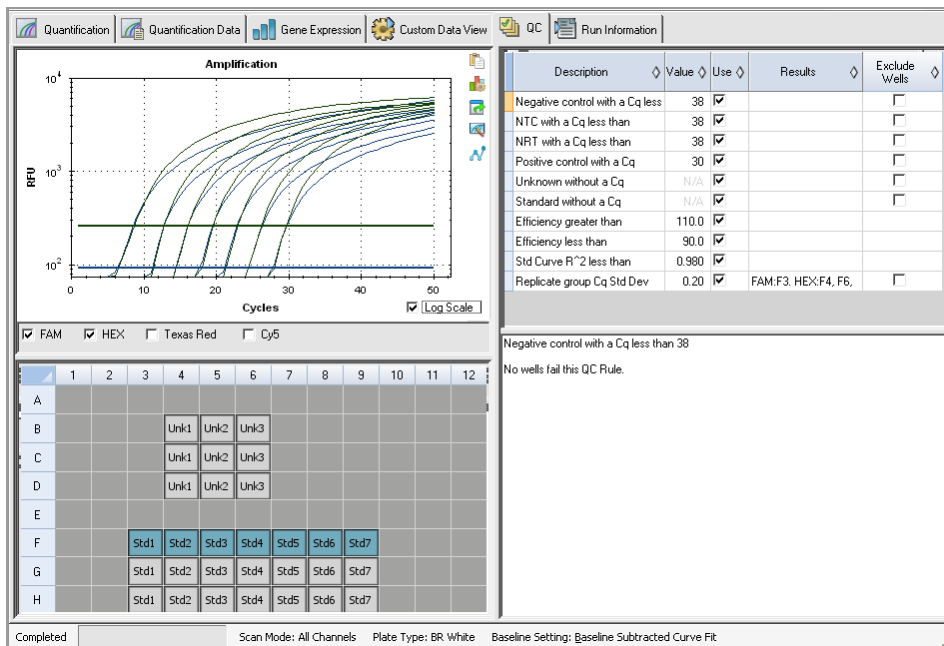 Quantification Quantification Data Gene Expression Custom Data View QC Run Information
Amplification
10^4
10^3
10^2
RFU
0 10 20 30 40 50
Cycles
Log Scale
FAM HEX Texas Red Cy5
1 2 3 4 5 6 7 8 9 10 11 12
A
B Unk1 Unk2 Unk3
C Unk1 Unk2 Unk3
D Unk1 Unk2 Unk3
E
F Std1 Std2 Std3 Std4 Std5 Std6 Std7
G Std1 Std2 Std3 Std4 Std5 Std6 Std7
H Std1 Std2 Std3 Std4 Std5 Std6 Std7
Description Value Use Results Exclude Wells
Negative control with a Cq less 38
NTC with a Cq less than 38
NRT with a Cq less than 38
Positive control with a Cq 30
Unknown without a Cq N/A
Standard without a Cq N/A
Efficiency greater than 110.0
Efficiency less than 90.0
Std Curve R^2 less than 0.980
Replicate group Cq Std Dev 0.20 FAM:F3. HEX:F4, F6,
Negative control with a Cq less than 38
No wells fail this QC Rule.
Completed Scan Mode: All Channels Plate Type: BR White Baseline Setting: Baseline Subtracted Curve Fit